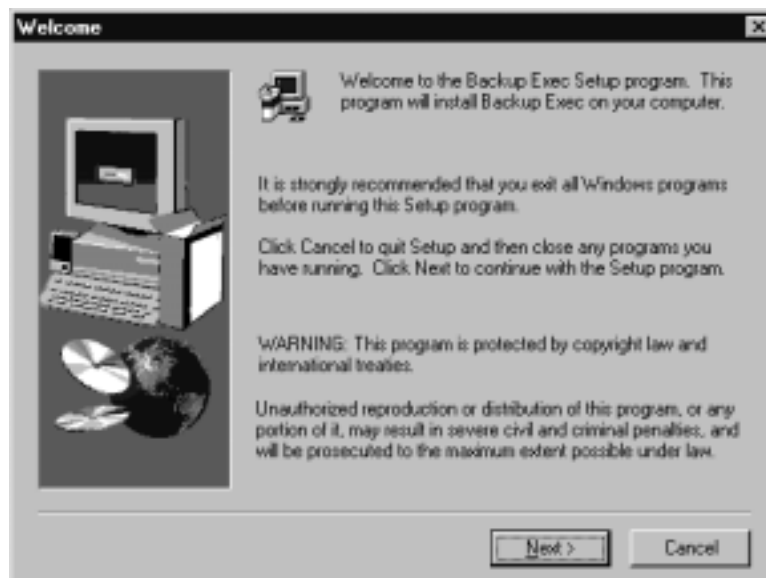 Welcome
Welcome to the Backup Exec Setup program. This
program will install Backup Exec on your computer.
It is strongly recommended that you exit all Windows programs
before running this Setup program.
Click Cancel to quit Setup and then close any programs you
have running. Click Next to continue with the Setup program.
WARNING: This program is protected by copyright law and
international treaties.
Unauthorized reproduction or distribution of this program, or any
portion of it, may result in severe civil and criminal penalties, and
will be prosecuted to the maximum extent possible under law.
Next >
Cancel